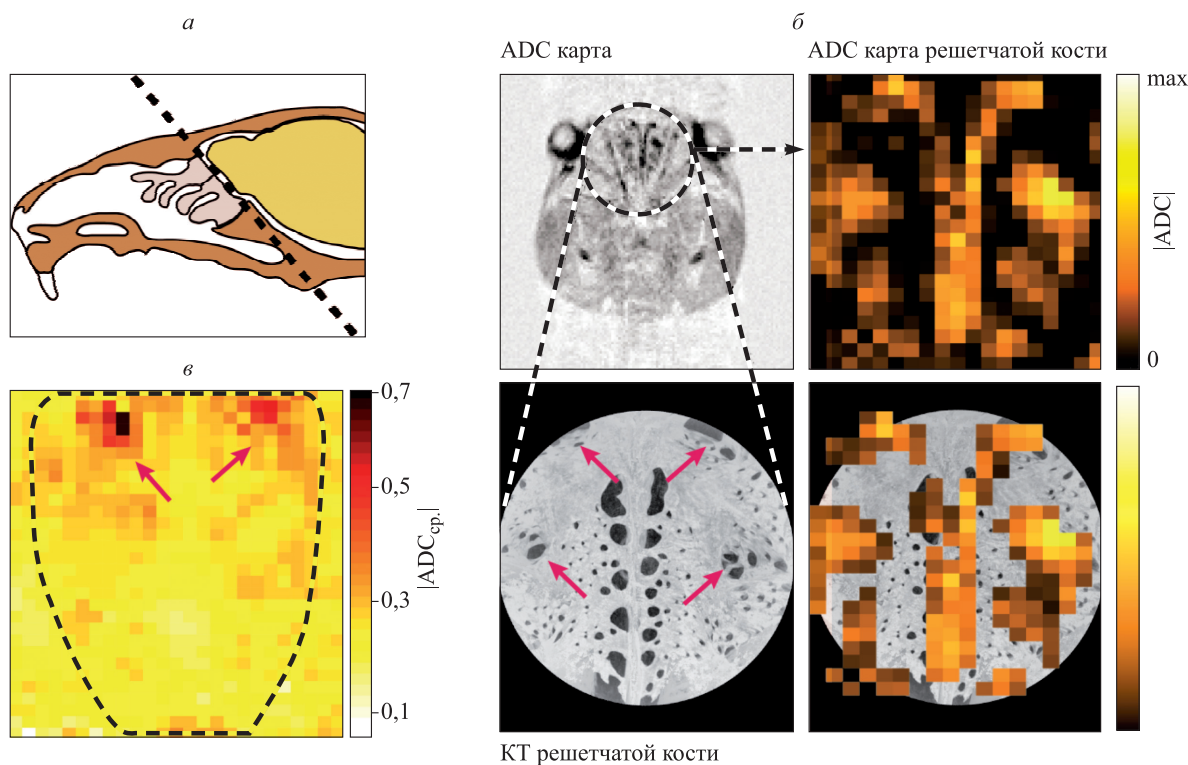 а
б
ADC карта
ADC карта решетчатой кости
max
|ADC|
0
в
0,7
0,5
|ADCср.|
0,3
0,1
КТ решетчатой кости